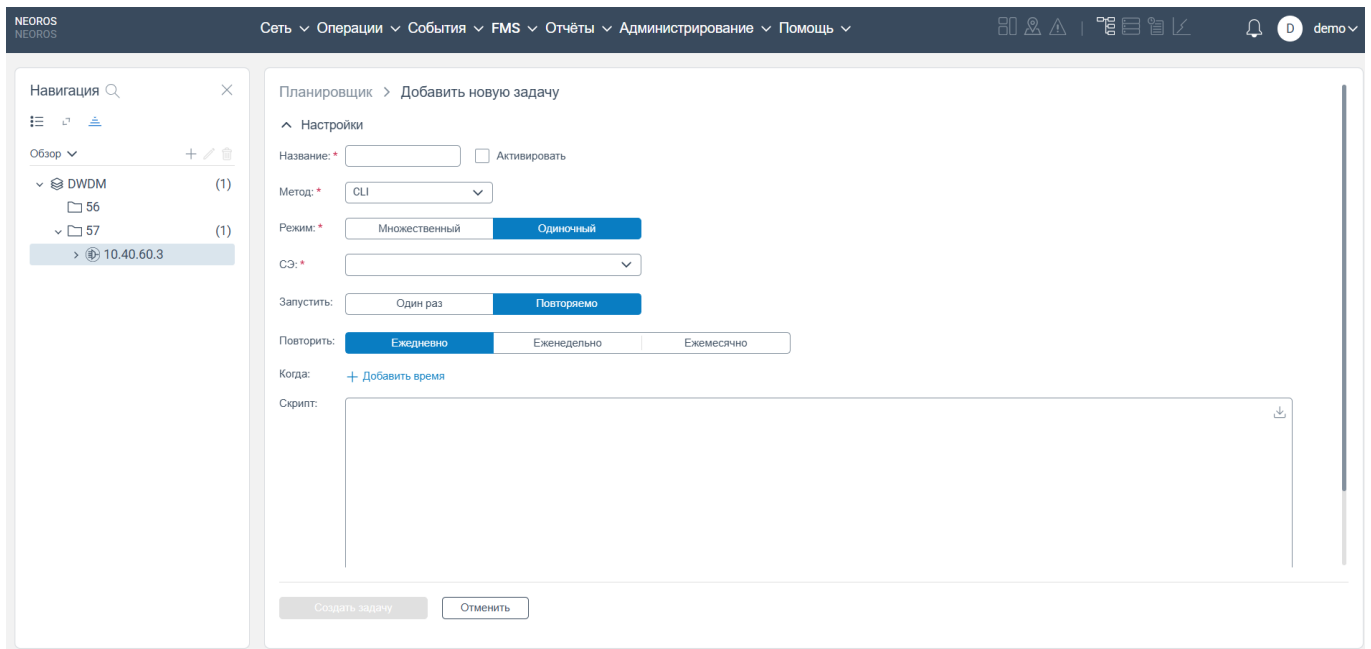 NEOROS
NEOROS
Сеть Операции События FMS Отчёты Администрирование Помощь
D demo
Навигация
Обзор
DWDM (1)
56
57 (1)
10.40.60.3
Планировщик > Добавить новую задачу
Настройки
Название: * Активировать
Метод: * CLI
Режим: * Множественный Одиночный
СЭ: *
Запустить: Один раз Повторяемо
Повторить: Ежедневно Еженедельно Ежемесячно
Когда: + Добавить время
Скрипт:
Создать задачу Отменить